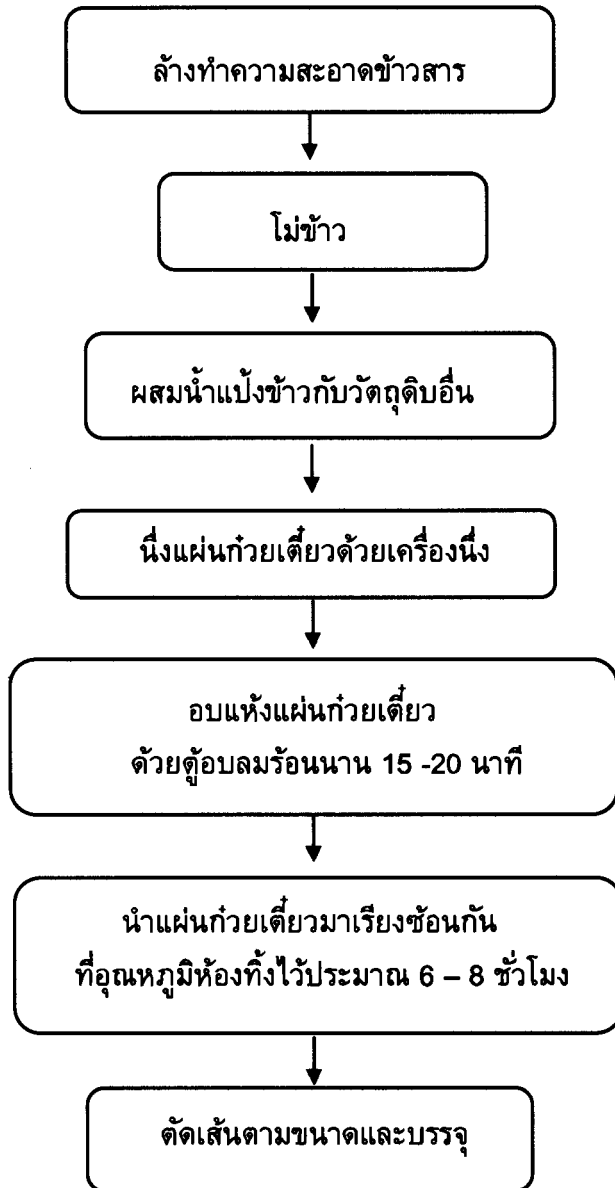 ล้างทำความสะอาดข้าวสาร
โม่ข้าว
ผสมน้ำแป้งข้าวกับวัตถุดิบอื่น
นึ่งแผ่นก๋วยเตี๋ยวด้วยเครื่องนึ่ง
อบแห้งแผ่นก๋วยเตี๋ยว
ด้วยตู้อบลมร้อนนาน 15 -20 นาที
นำแผ่นก๋วยเตี๋ยวมาเรียงซ้อนกัน
ที่อุณหภูมิห้องทิ้งไว้ประมาณ 6 – 8 ชั่วโมง
ตัดเส้นตามขนาดและบรรจุ